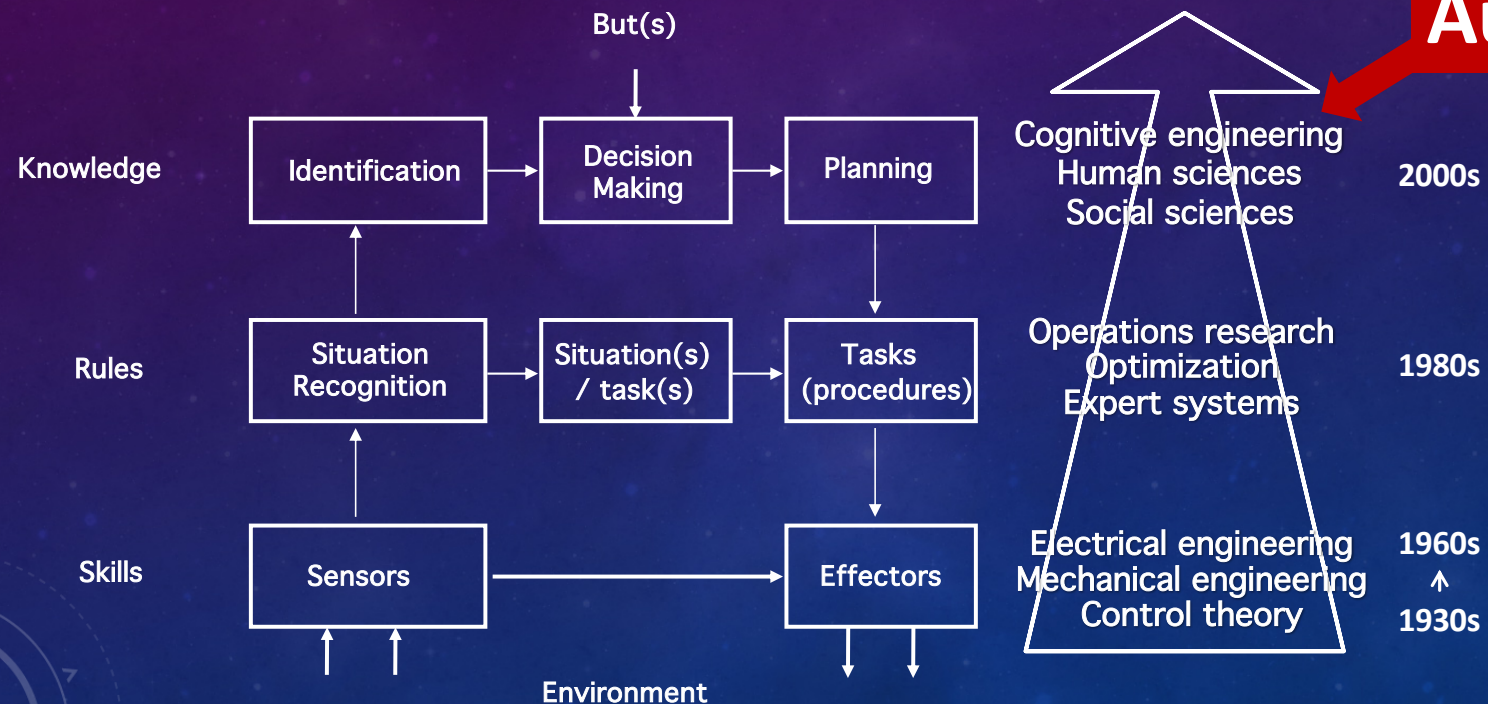 But(s)
Au
Knowledge
Identification
Decision
Making
Planning
Cognitive engineering
Human sciences
Social sciences
2000s
Rules
Situation
Recognition
Situation(s)
/ task(s)
Tasks
(procedures)
Operations research
Optimization
Expert systems
1980s
Skills
Sensors
Effectors
Electrical engineering
Mechanical engineering
Control theory
1960s
1930s
Environment